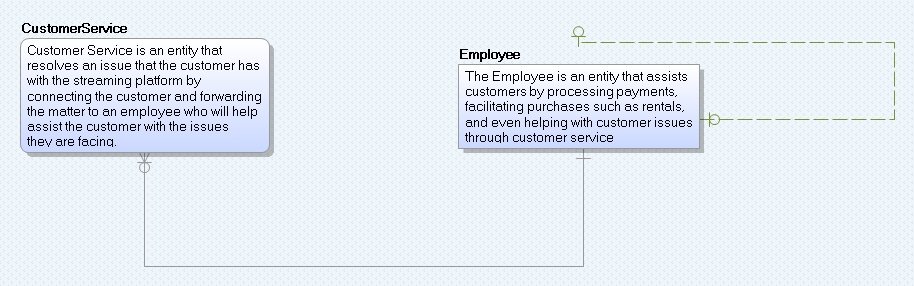 CustomerService
Customer Service is an entity that
resolves an issue that the customer has
with the streaming platform by
connecting the customer and forwarding
the matter to an employee who will help
assist the customer with the issues
they are facing.
Employee
The Employee is an entity that assists
customers by processing payments,
facilitating purchases such as rentals,
and even helping with customer issues
through customer service